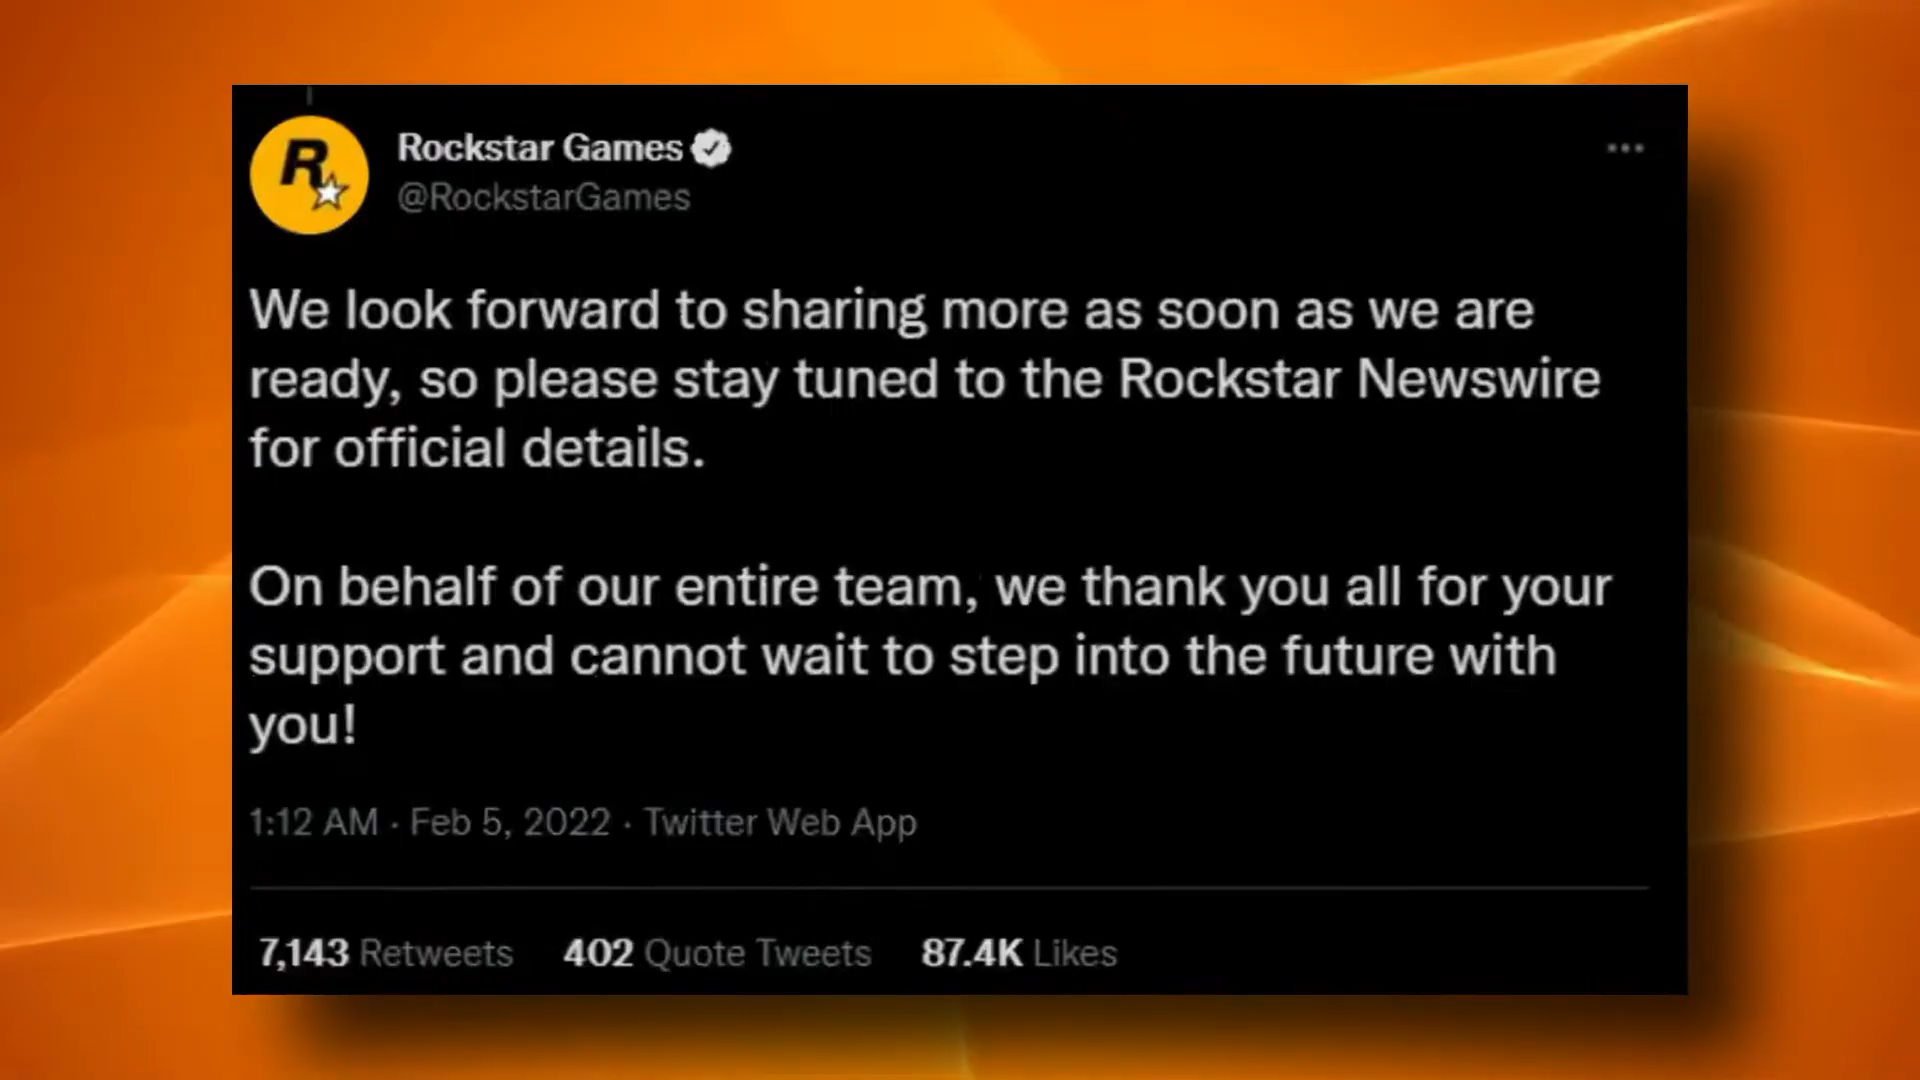 R
Rockstar Games
@RockstarGames
We look forward to sharing more as soon as we are
ready, so please stay tuned to the Rockstar Newswire
for official details.
On behalf of our entire team, we thank you all for your
support and cannot wait to step into the future with
you!
1:12 AM · Feb 5, 2022 · Twitter Web App
7,143 Retweets 402 Quote Tweets 87.4K Likes